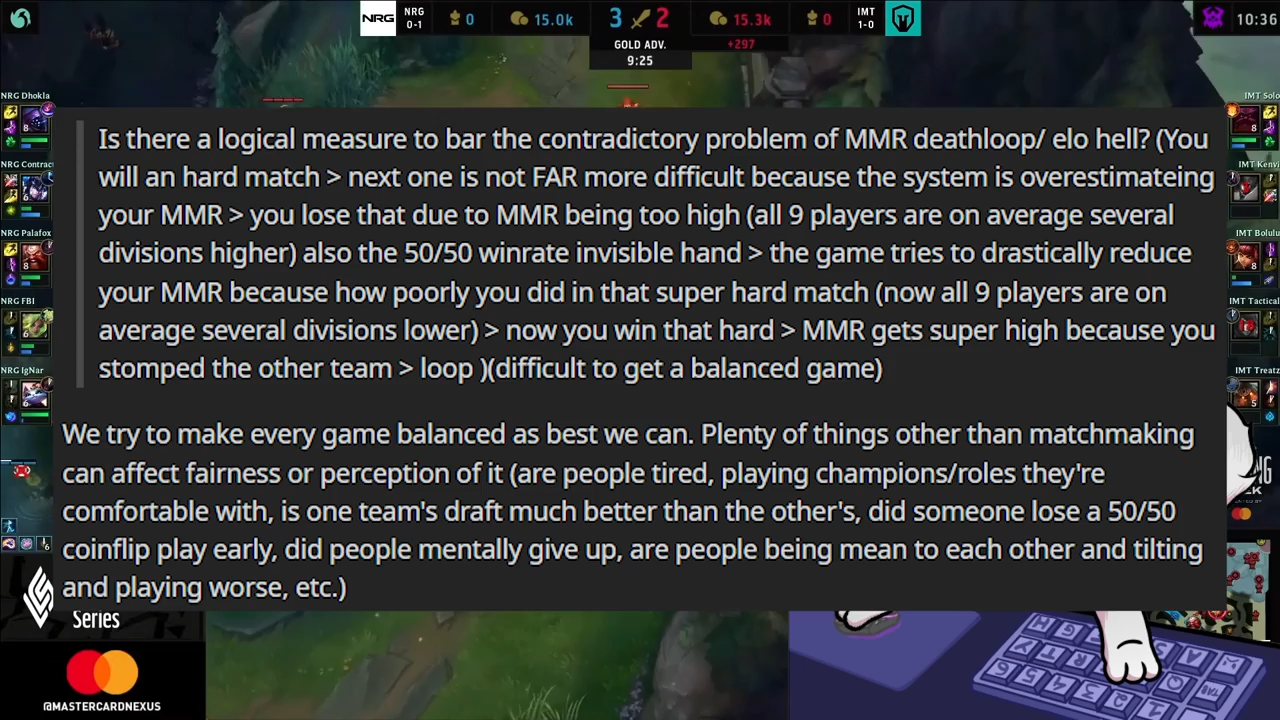 NRG
NRG
0-1
0
15.0k
3
2
15.3k
0
IMT
1-0
10:36
GOLD ADV.
+297
9:25
NRG Dhokla
8
IMT Solo
8
Is there a logical measure to bar the contradictory problem of MMR deathloop/ elo hell? (You
will an hard match > next one is not FAR more difficult because the system is overestimateing
your MMR > you lose that due to MMR being too high (all 9 players are on average several
divisions higher) also the 50/50 winrate invisible hand > the game tries to drastically reduce
your MMR because how poorly you did in that super hard match (now all 9 players are on
average several divisions lower) > now you win that hard > MMR gets super high because you
stomped the other team > loop )(difficult to get a balanced game)
NRG Contract
6
IMT Kenvi
NRG Palafox
8
IMT Bolulu
8
NRG FBI
6
IMT Tactical
NRG IgNar
6
IMT Treatz
5
We try to make every game balanced as best we can. Plenty of things other than matchmaking
can affect fairness or perception of it (are people tired, playing champions/roles they're
comfortable with, is one team's draft much better than the other's, did someone lose a 50/50
coinflip play early, did people mentally give up, are people being mean to each other and tilting
and playing worse, etc.)
Series
@MASTERCARDNEXUS